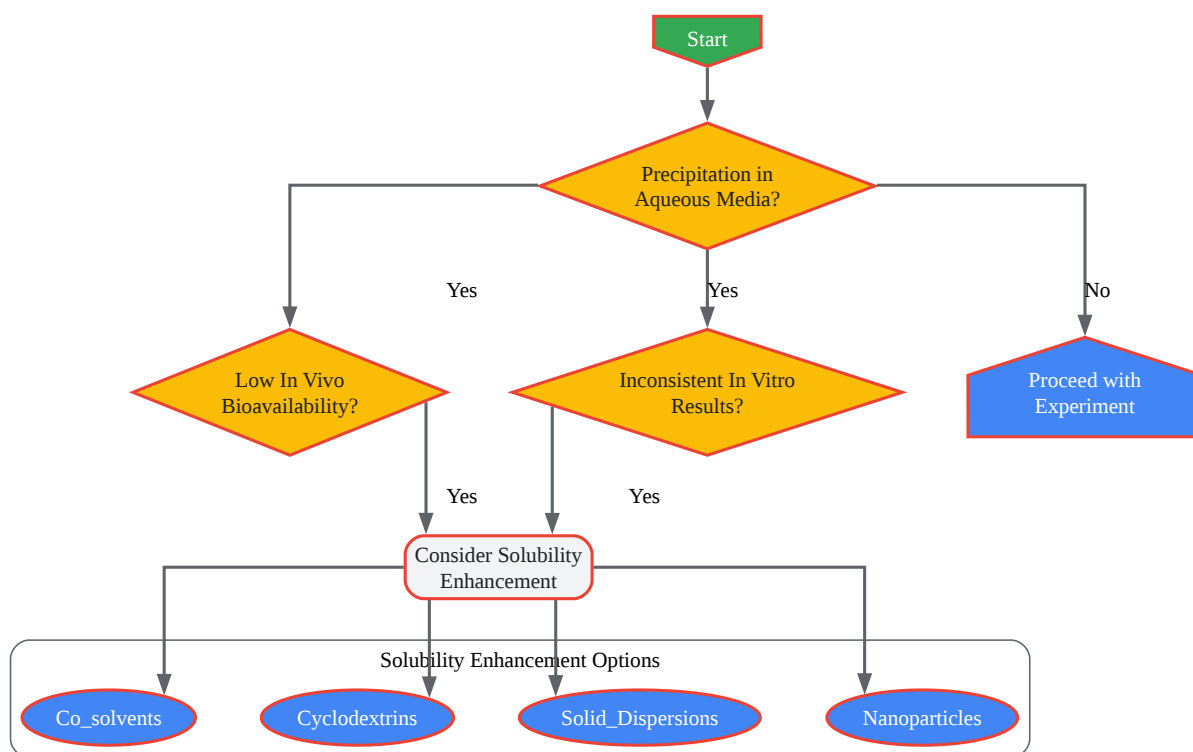 Start
Precipitation in
Aqueous Media?
Yes
Yes
No
Low In Vivo
Bioavailability?
Inconsistent In Vitro
Results?
Proceed with
Experiment
Yes
Yes
Consider Solubility
Enhancement
Solubility Enhancement Options
Co_solvents
Cyclodextrins
Solid_Dispersions
Nanoparticles